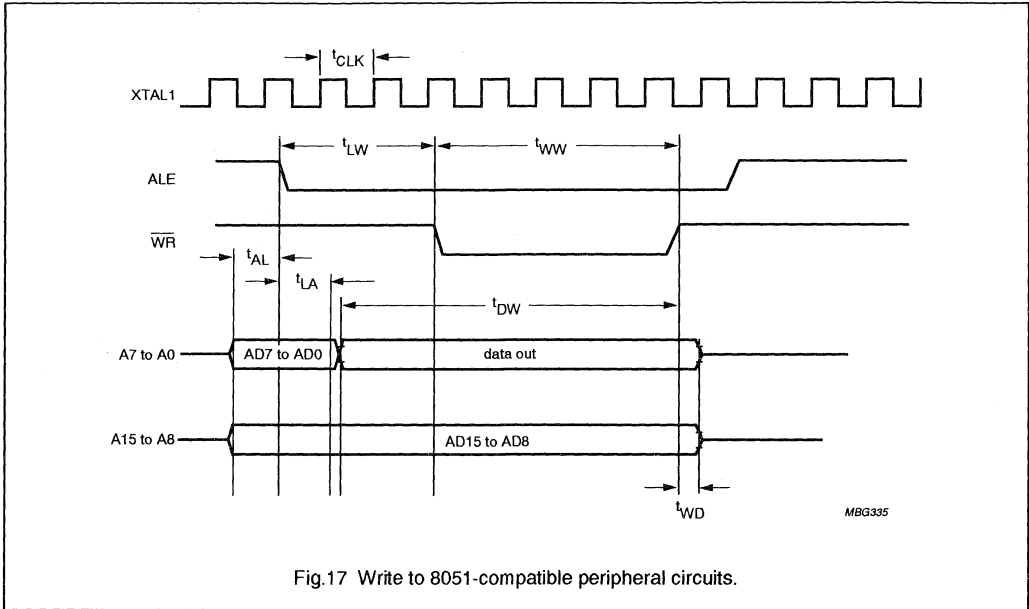 tCLK
XTAL1
tLW
tWW
ALE
WR
tAL
tLA
tDW
A7 to A0
AD7 to AD0
data out
A15 to A8
AD15 to AD8
tWD
MBG335
Fig.17 Write to 8051-compatible peripheral circuits.